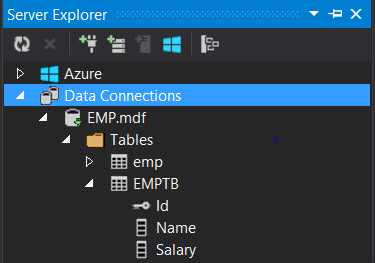 Server Explorer
Azure
Data Connections
EMP.mdf
Tables
emp
EMPTB
Id
Name
Salary